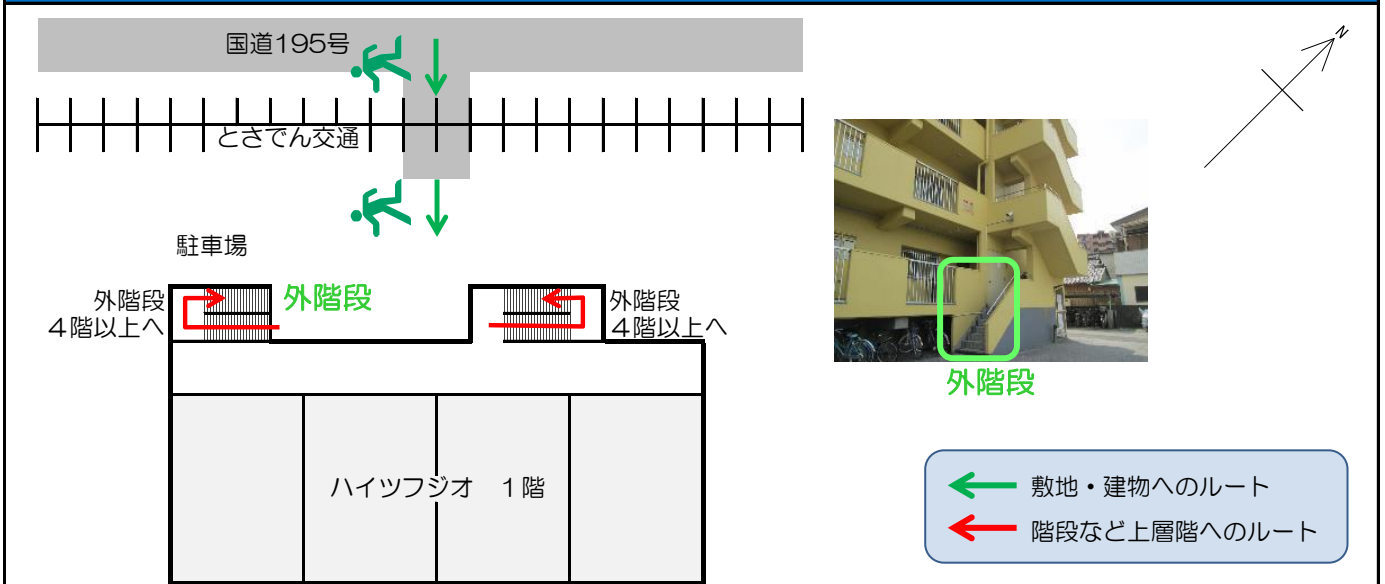 国道195号
N
とさでん交通
駐車場
外階段
4階以上へ
外階段
外階段
4階以上へ
外階段
ハイツフジオ 1階
敷地・建物へのルート
階段など上層階へのルート